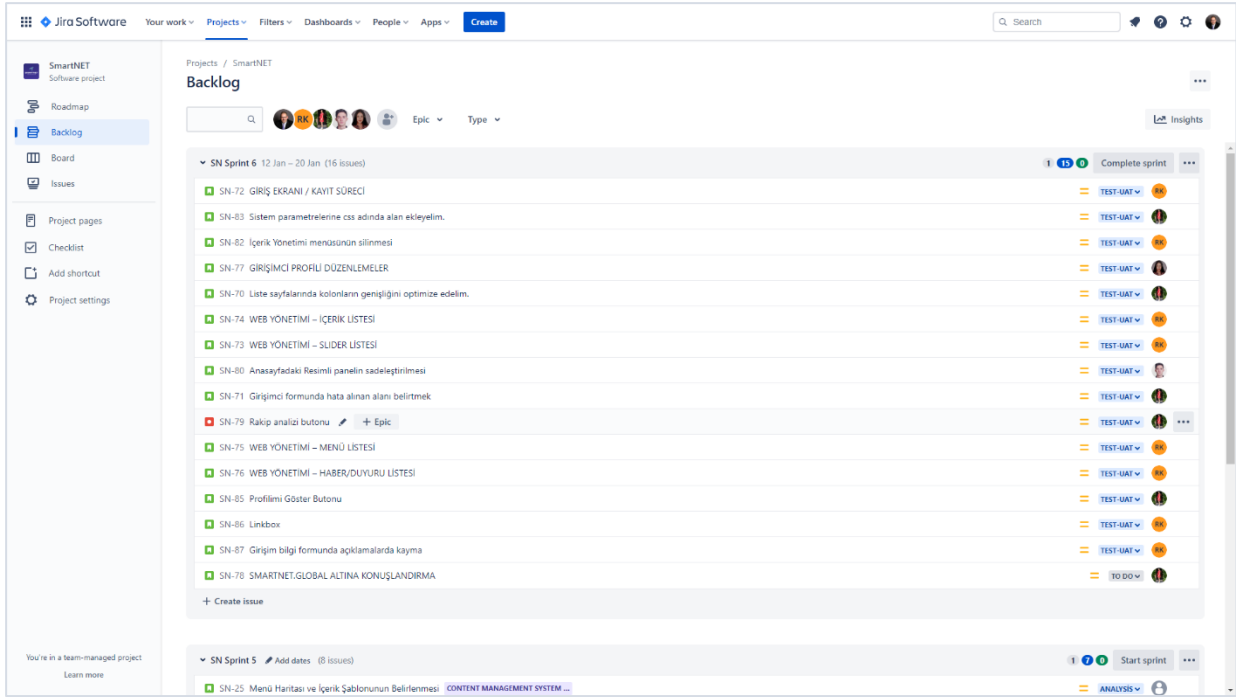 Jira Software Your work Projects Filters Dashboards People Apps Create Search
SmartNET
Software project
Roadmap
Backlog
Board
Issues
Project pages
Checklist
Add shortcut
Project settings
You're in a team-managed project
Learn more
Projects / SmartNET
Backlog
RK Epic Type Insights
SN Sprint 6 12 Jan – 20 Jan (16 issues) 1 15 0 Complete sprint
SN-72 GİRİŞ EKRANI / KAYIT SÜRECİ TEST-UAT RK
SN-83 Sistem parametrelerine css adında alan ekleyelim. TEST-UAT
SN-82 İçerik Yönetimi menüsünün silinmesi TEST-UAT RK
SN-77 GİRİŞİMCİ PROFİLİ DÜZENLEMELER TEST-UAT
SN-70 Liste sayfalarında kolonların genişliğini optimize edelim. TEST-UAT
SN-74 WEB YÖNETİMİ – İÇERİK LİSTESİ TEST-UAT RK
SN-73 WEB YÖNETİMİ – SLIDER LİSTESİ TEST-UAT RK
SN-80 Anasayfadaki Resimli panelin sadeleştirilmesi TEST-UAT
SN-71 Girişimci formunda hata alınan alanı belirtmek TEST-UAT
SN-79 Rakip analizi butonu + Epic TEST-UAT
SN-75 WEB YÖNETİMİ – MENÜ LİSTESİ TEST-UAT RK
SN-76 WEB YÖNETİMİ – HABER/DUYURU LİSTESİ TEST-UAT RK
SN-85 Profilimi Göster Butonu TEST-UAT
SN-86 Linkbox TEST-UAT RK
SN-87 Girişim bilgi formunda açıklamalarda kayma TEST-UAT RK
SN-78 SMARTNET.GLOBAL ALTINA KONUŞLANDIRMA TO DO
+ Create issue
SN Sprint 5 Add dates (8 issues) 1 7 0 Start sprint
SN-25 Menü Haritası ve İçerik Şablonunun Belirlenmesi CONTENT MANAGEMENT SYSTEM ... ANALYSIS